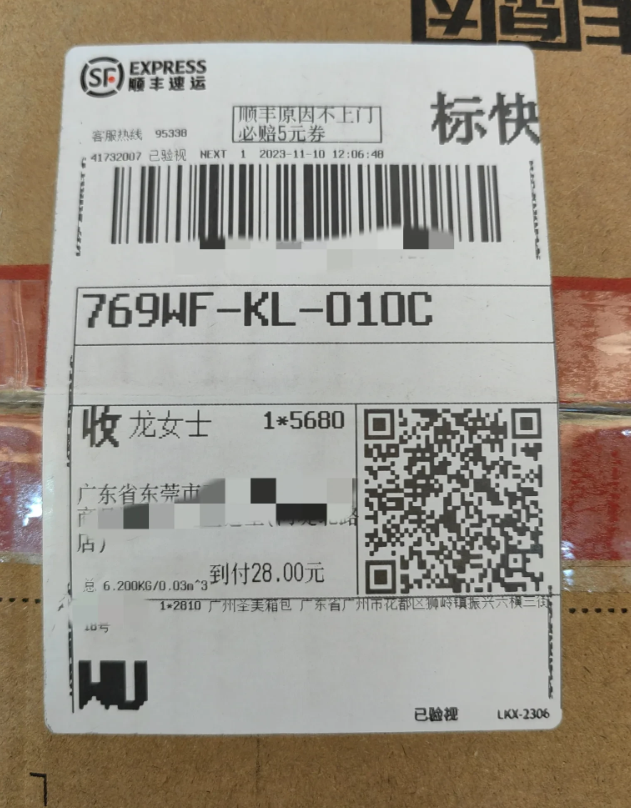 SF EXPRESS
顺丰速运
标快
顺丰原因不上门
必赔5元券
客服热线 95338
41732007 已验视 NEXT 1 2023-11-10 12:06:48
769WF-KL-010C
收 龙女士 1*5680
广东省东莞市
店)
总 6.200KG/0.03m^3 到付28.00元
1*2810 广州圣美箱包 广东省广州市花都区狮岭镇振兴六横三街
16号
WU
已验视 LKX-2306